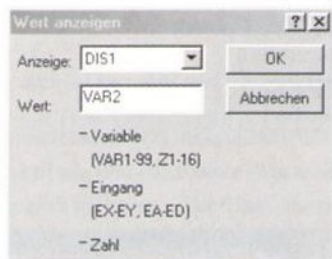 Wert anzeigen
Anzeige: DIS1 OK
Wert: VAR2 Abbrechen
– Variable
(VAR1-99, Z1-16)
– Eingang
(EX-EY, EA-ED)
– Zahl